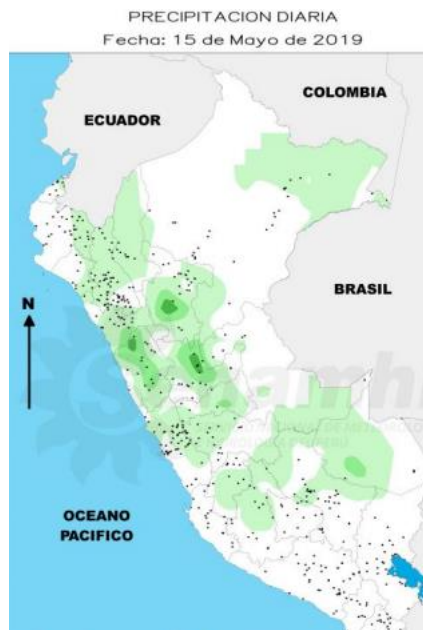 PRECIPITACION DIARIA
Fecha: 15 de Mayo de 2019
COLOMBIA
ECUADOR
BRASIL
N
OCEANO
PACIFICO